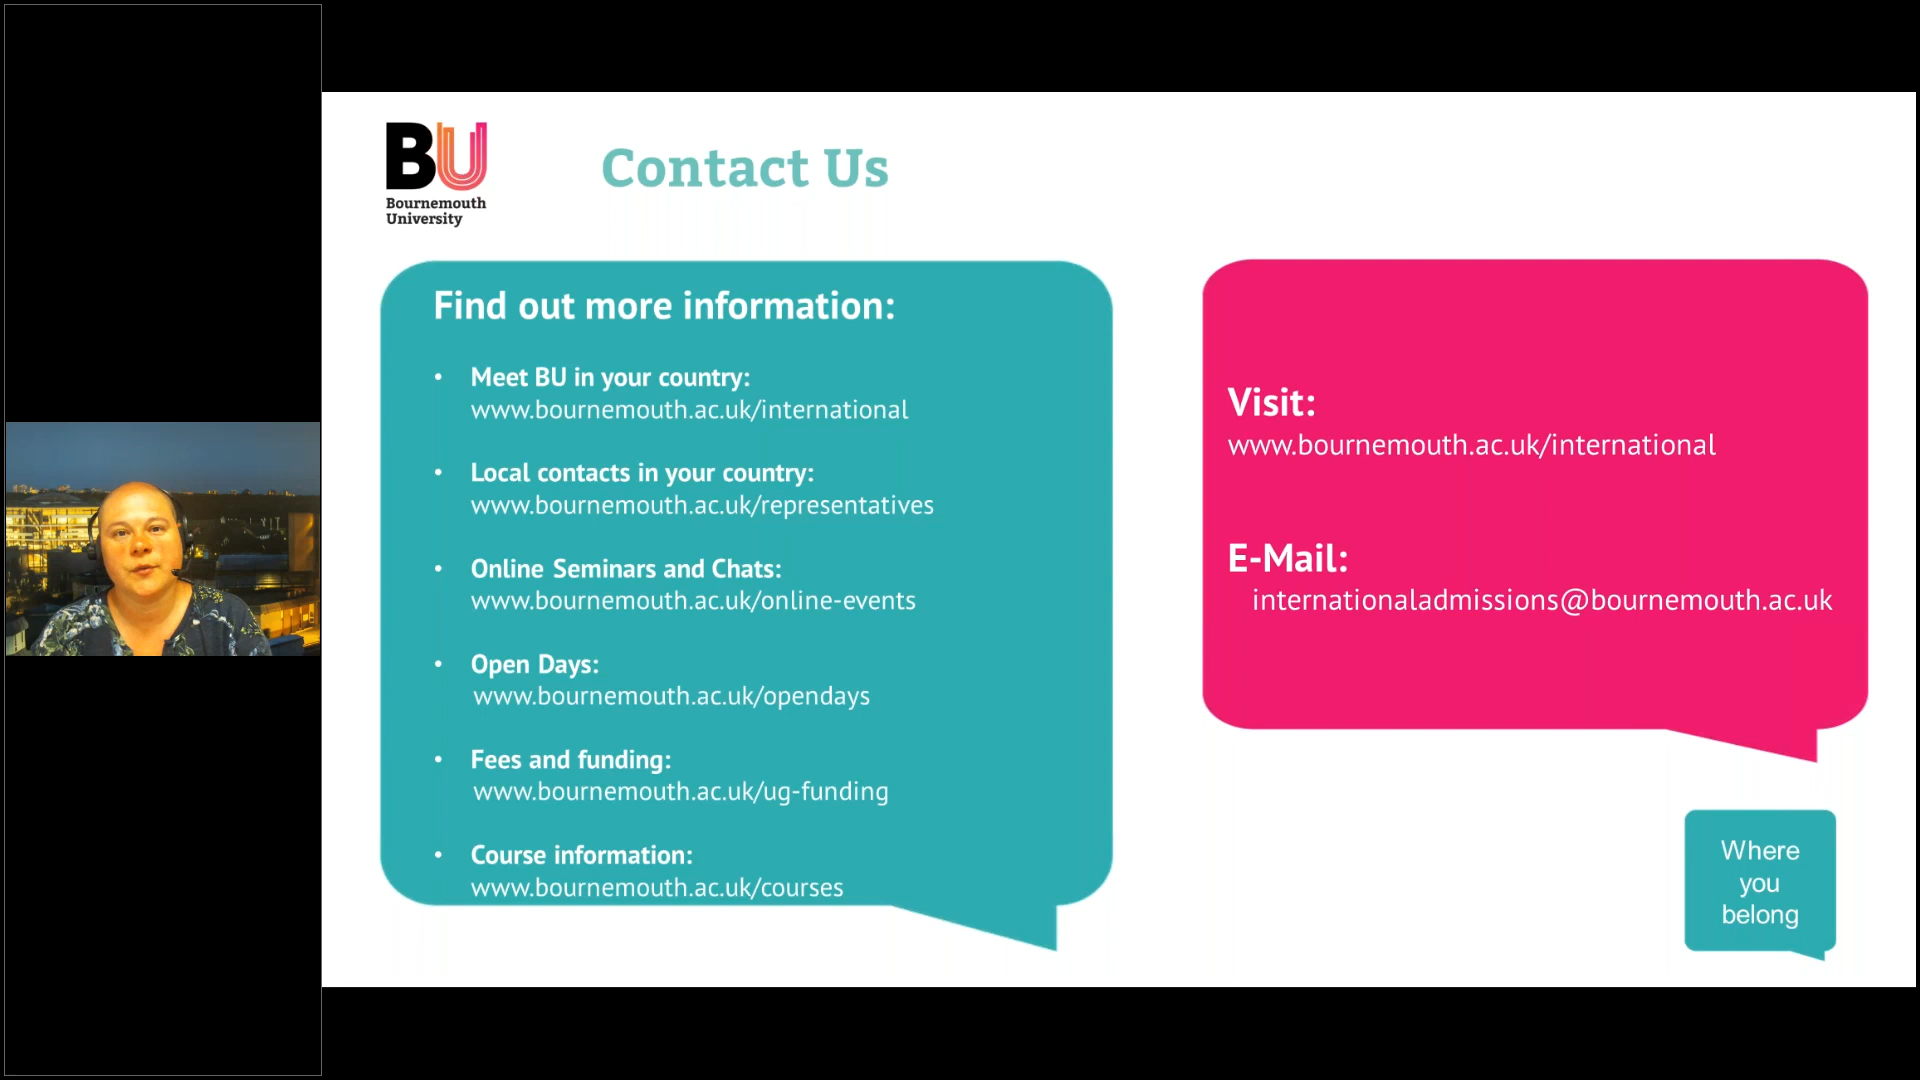 BU
Bournemouth
University
Contact Us
Find out more information:
• Meet BU in your country:
www.bournemouth.ac.uk/international
• Local contacts in your country:
www.bournemouth.ac.uk/representatives
• Online Seminars and Chats:
www.bournemouth.ac.uk/online-events
• Open Days:
www.bournemouth.ac.uk/opendays
• Fees and funding:
www.bournemouth.ac.uk/ug-funding
• Course information:
www.bournemouth.ac.uk/courses
Visit:
www.bournemouth.ac.uk/international
E-Mail:
internationaladmissions@bournemouth.ac.uk
Where
you
belong